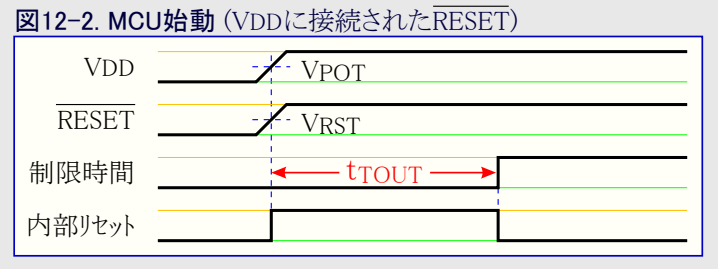 図12-2. MCU始動 (VDDに接続されたRESET)
VDD
VPOT
RESET
VRST
制限時間
tTOUT
内部リセット